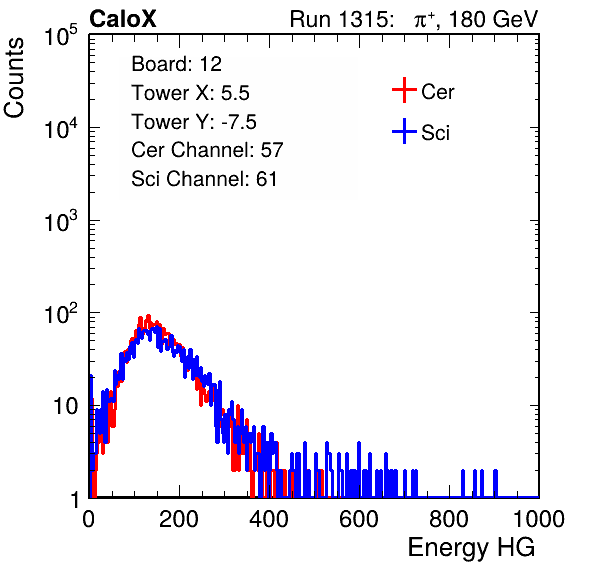 CaloX Run 1315: π⁺, 180 GeV
Counts
10⁵
10⁴
10³
10²
10
1
Board: 12
Tower X: 5.5
Tower Y: -7.5
Cer Channel: 57
Sci Channel: 61
Cer
Sci
0 200 400 600 800 1000
Energy HG